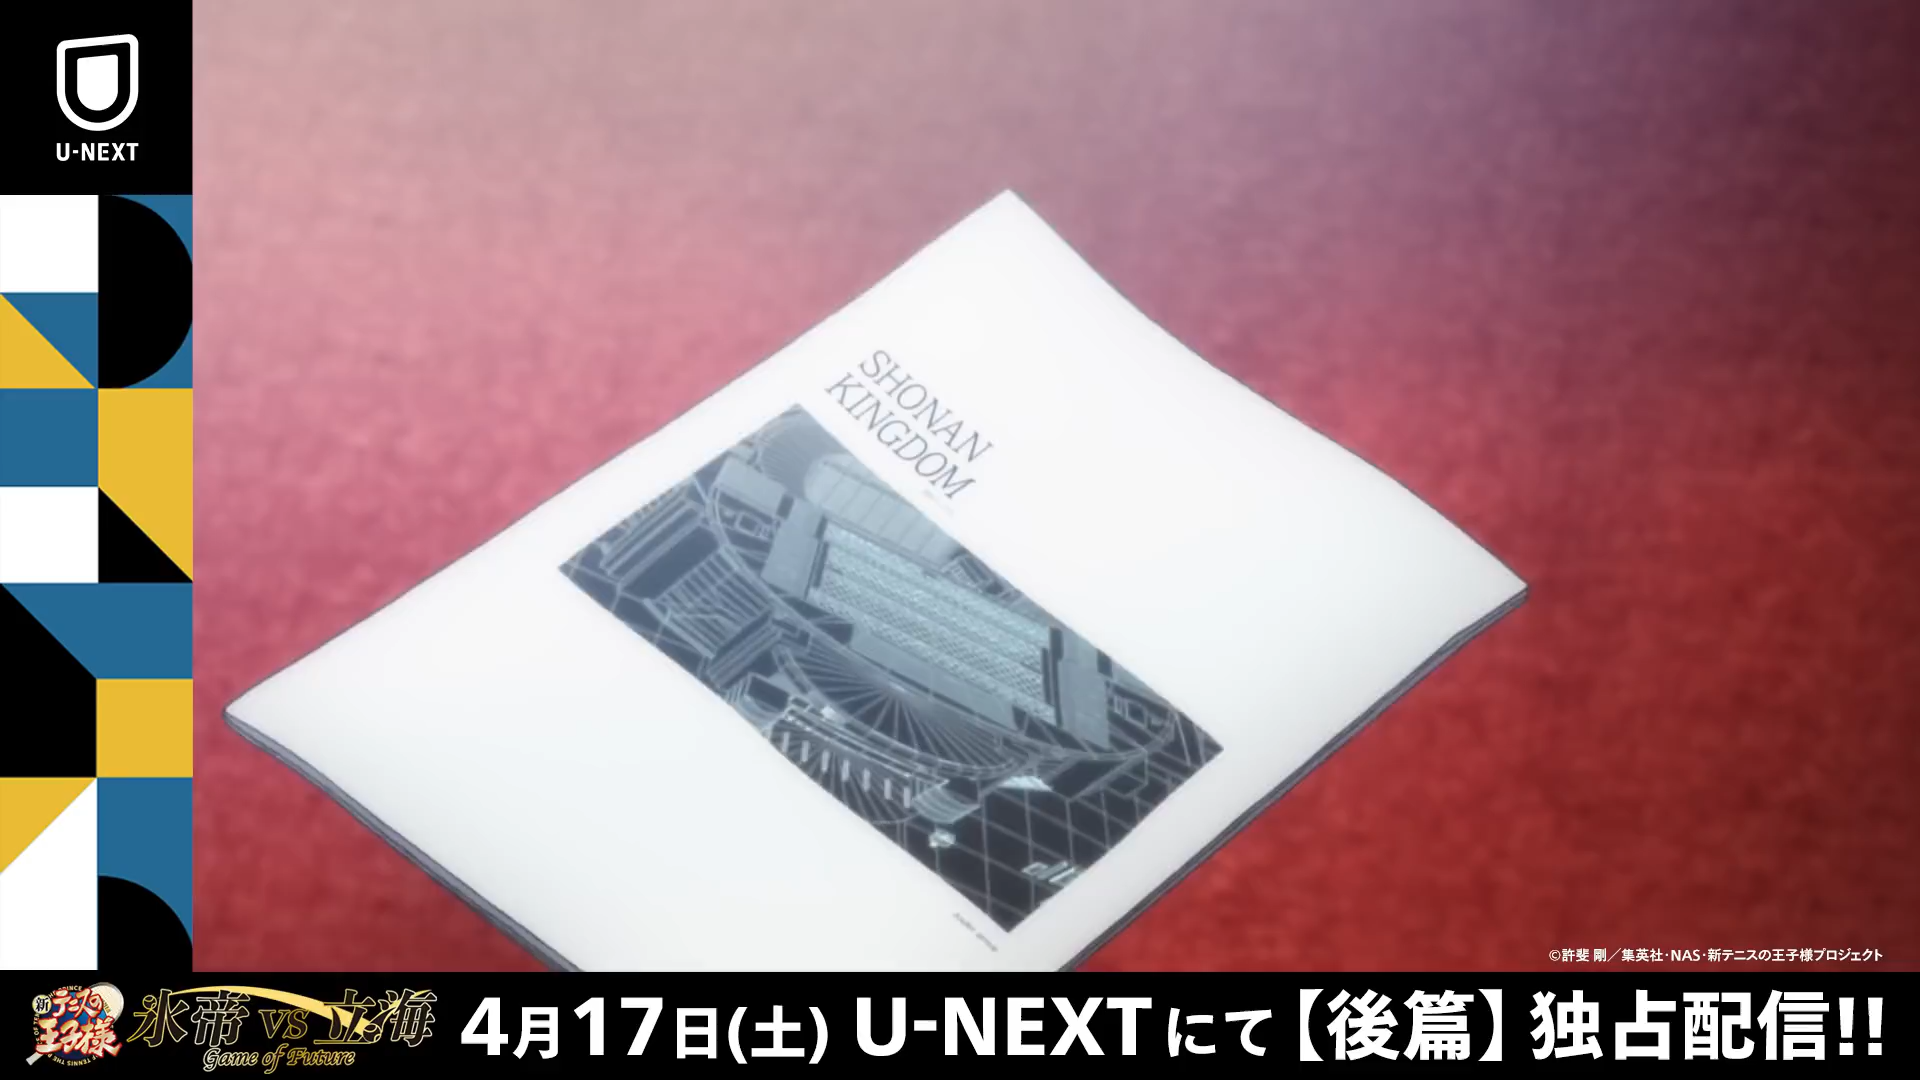 U-NEXT
SHONAN
KINGDOM
©許斐 剛／集英社・NAS・新テニスの王子様プロジェクト
新テニスの王子様
氷帝 vs 立海
Game of Future
4月17日(土) U-NEXTにて【後篇】独占配信!!